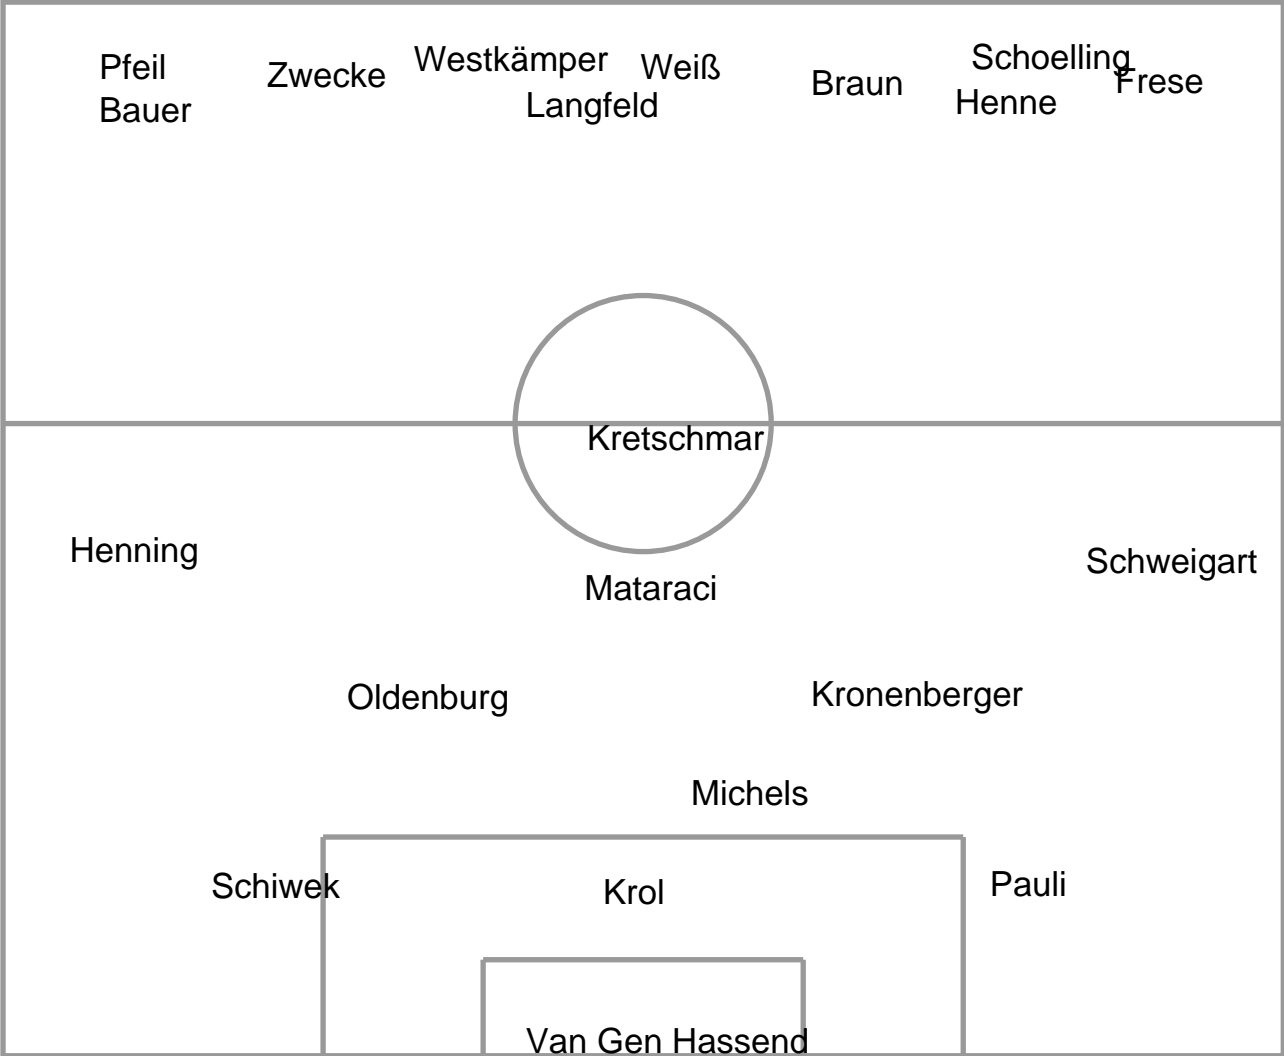 Pfeil
Bauer
Zwecke
Westkämper
Langfeld
Weiß
Braun
Schoelling
Henne
Frese
Kretschmar
Henning
Schweigart
Mataraci
Oldenburg
Kronenberger
Michels
Schiwek
Krol
Pauli
Van Gen Hassend